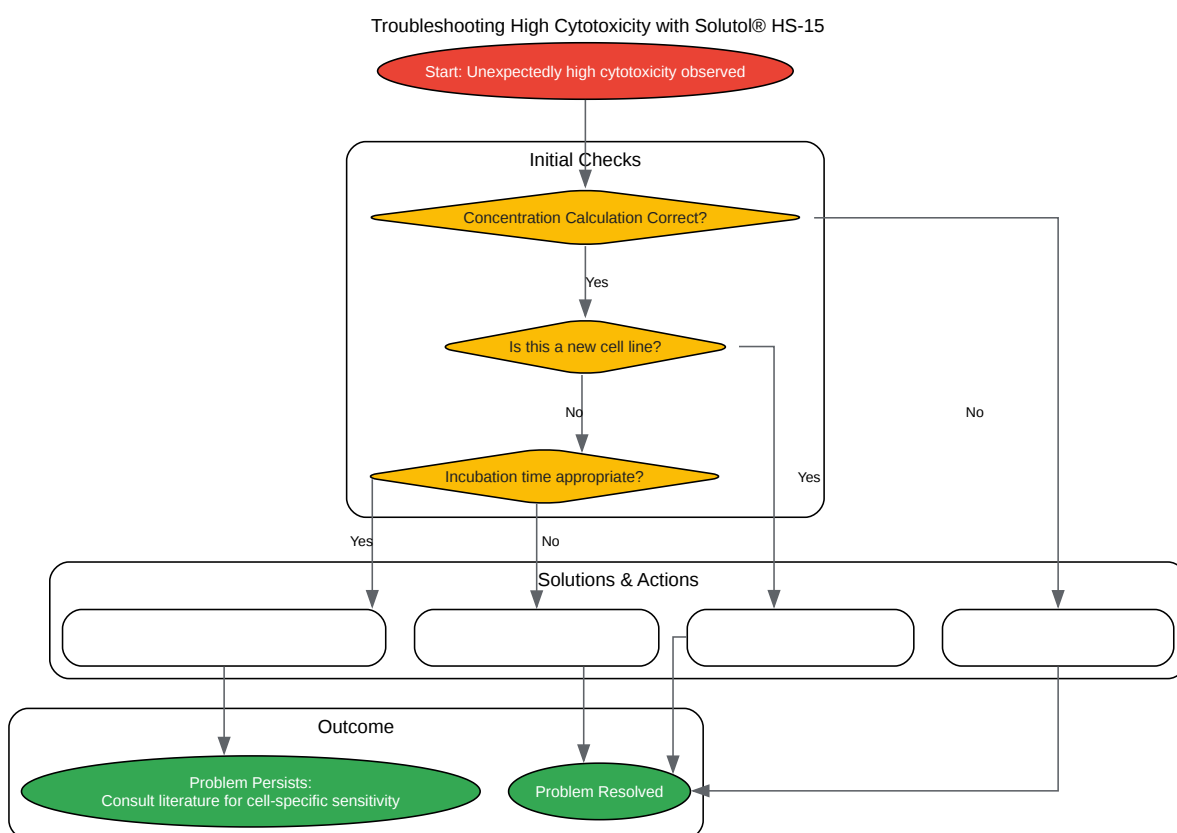 Troubleshooting High Cytotoxicity with Solutol® HS-15
Start: Unexpectedly high cytotoxicity observed
Initial Checks
Concentration Calculation Correct?
Yes
Is this a new cell line?
No
No
Incubation time appropriate?
Yes
Yes
No
Solutions & Actions
Outcome
Problem Persists:
Consult literature for cell-specific sensitivity
Problem Resolved